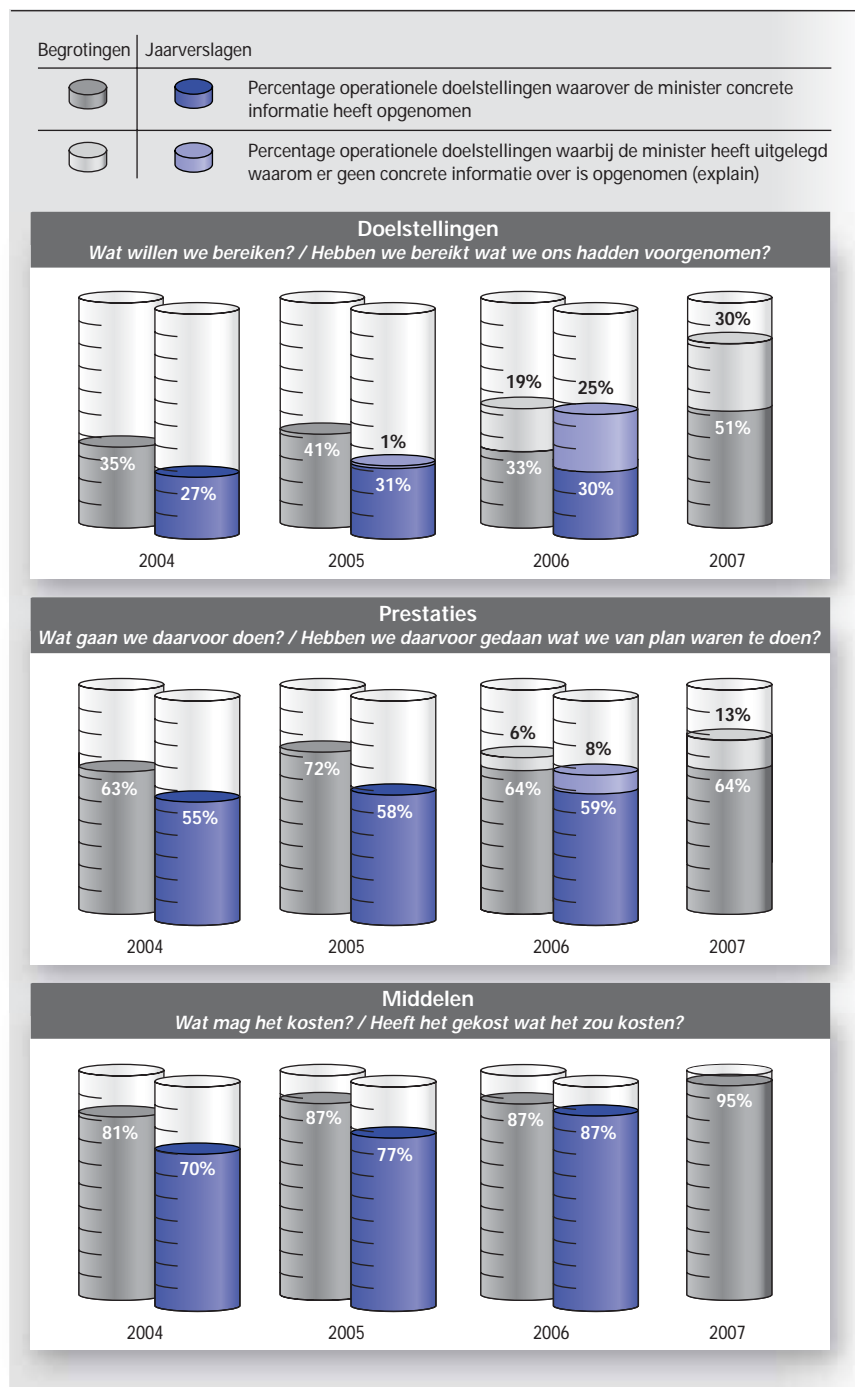 Begrotingen Jaarverslagen
Percentage operationele doelstellingen waarover de minister concrete
informatie heeft opgenomen
Percentage operationele doelstellingen waarbij de minister heeft uitgelegd
waarom er geen concrete informatie over is opgenomen (explain)
Doelstellingen
Wat willen we bereiken? / Hebben we bereikt wat we ons hadden voorgenomen?
35% 27% 41% 1% 31% 19% 33% 25% 30% 30% 51%
2004 2005 2006 2007
Prestaties
Wat gaan we daarvoor doen? / Hebben we daarvoor gedaan wat we van plan waren te doen?
63% 55% 72% 58% 6% 64% 8% 59% 13% 64%
2004 2005 2006 2007
Middelen
Wat mag het kosten? / Heeft het gekost wat het zou kosten?
81% 70% 87% 77% 87% 87% 95%
2004 2005 2006 2007